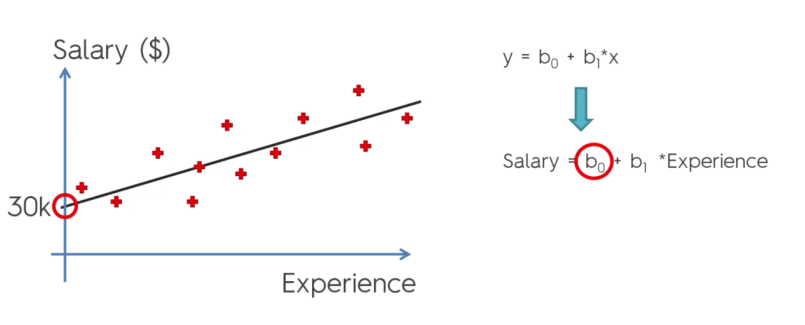 Salary ($)
30k
Experience
y = b₀ + b₁*x
Salary = b₀ + b₁ *Experience